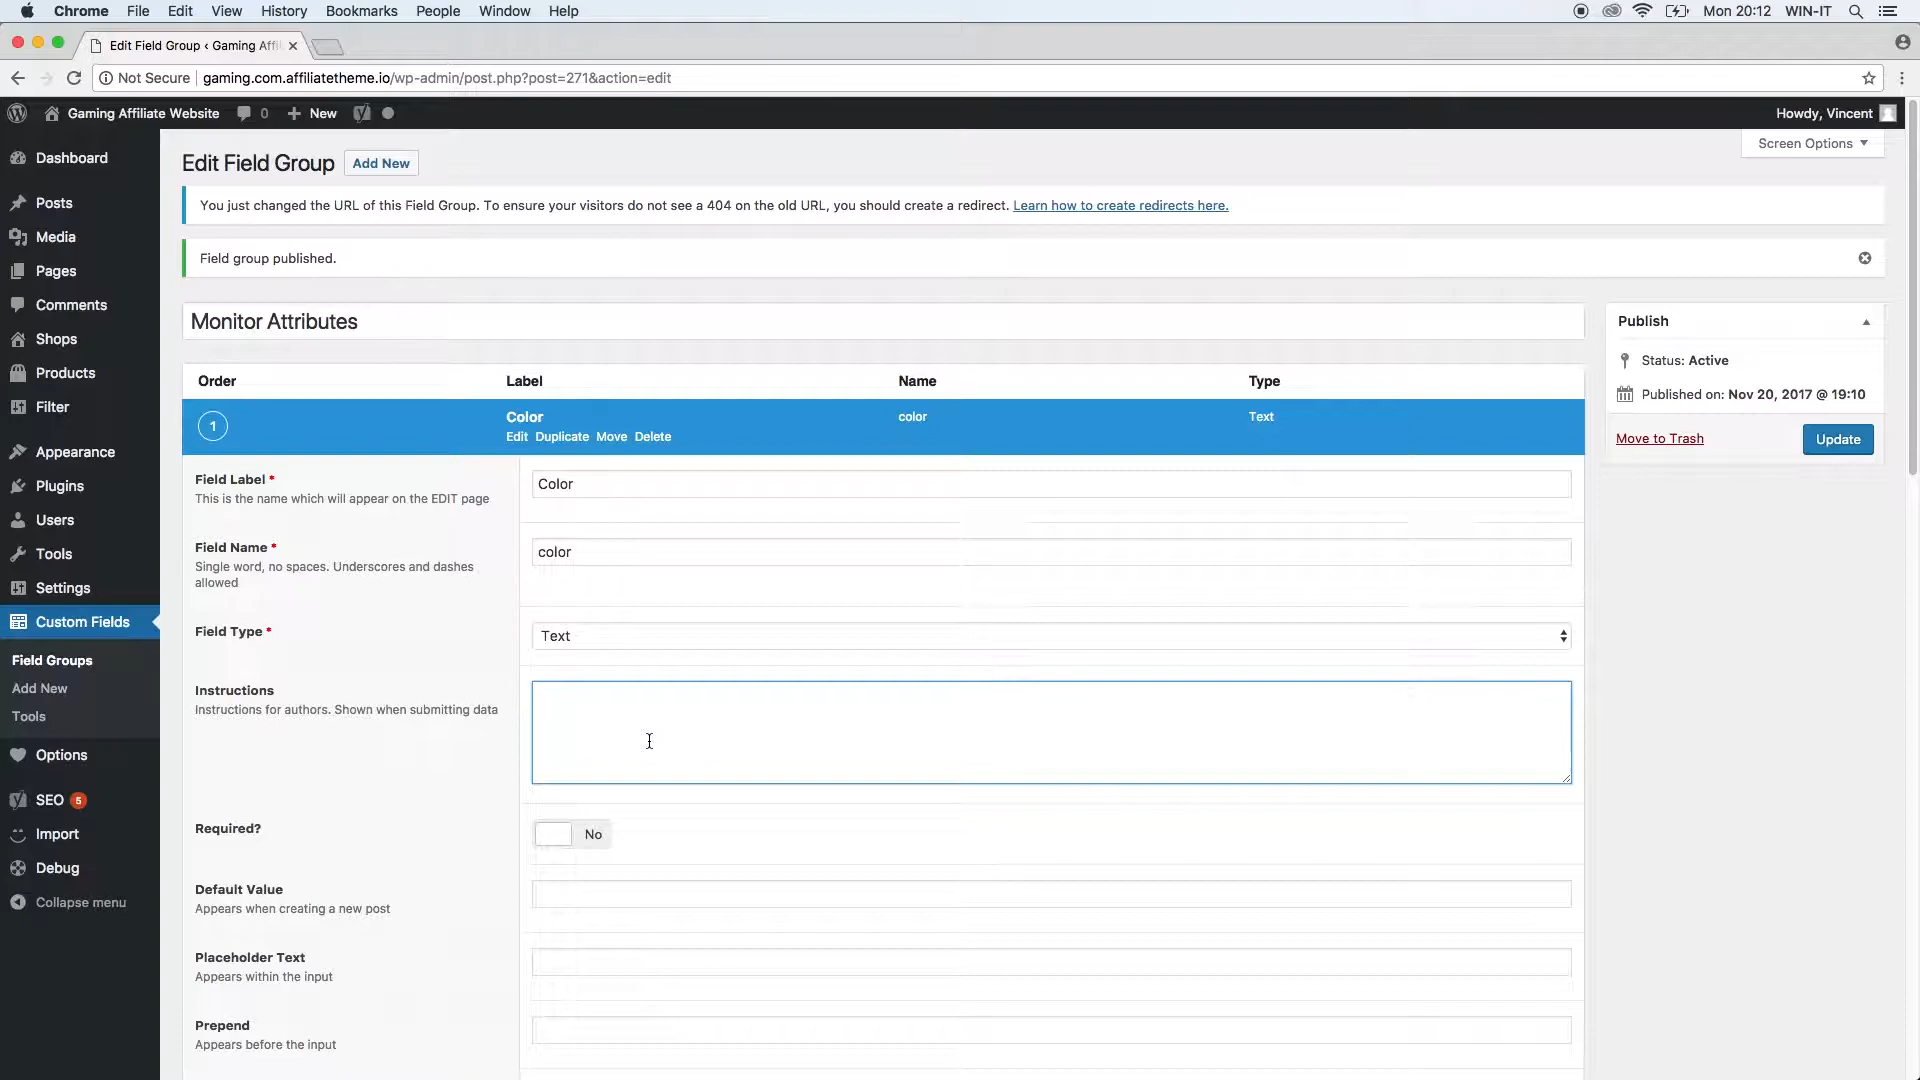 Chrome File Edit View History Bookmarks People Window Help Mon 20:12 WIN-IT
Edit Field Group ‹ Gaming Affi
Not Secure gaming.com.affiliatetheme.io/wp-admin/post.php?post=271&action=edit
Gaming Affiliate Website 0 New Howdy, Vincent
Screen Options
Dashboard
Posts
Media
Pages
Comments
Shops
Products
Filter
Appearance
Plugins
Users
Tools
Settings
Custom Fields
Field Groups
Add New
Tools
Options
SEO 5
Import
Debug
Collapse menu
Edit Field Group Add New
You just changed the URL of this Field Group. To ensure your visitors do not see a 404 on the old URL, you should create a redirect. Learn how to create redirects here.
Field group published.
Monitor Attributes
Order Label Name Type
1 Color color Text
Edit Duplicate Move Delete
Field Label *
This is the name which will appear on the EDIT page
Color
Field Name *
Single word, no spaces. Underscores and dashes
allowed
color
Field Type *
Text
Instructions
Instructions for authors. Shown when submitting data
Required?
No
Default Value
Appears when creating a new post
Placeholder Text
Appears within the input
Prepend
Appears before the input
Publish
Status: Active
Published on: Nov 20, 2017 @ 19:10
Move to Trash Update